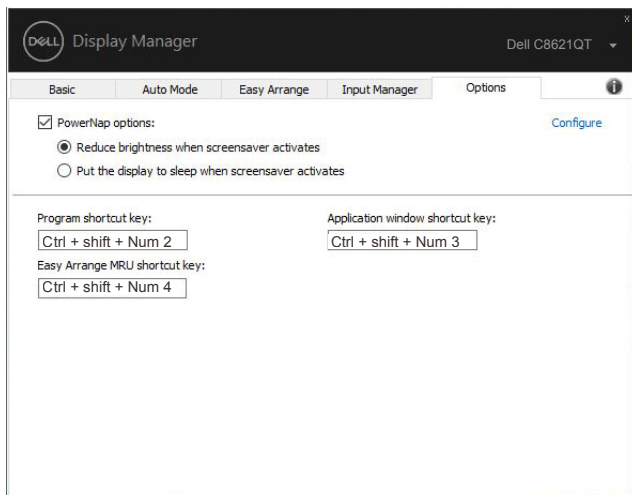 x
DELL Display Manager Dell C8621QT
Basic Auto Mode Easy Arrange Input Manager Options
PowerNap options: Configure
Reduce brightness when screensaver activates
Put the display to sleep when screensaver activates
Program shortcut key: Application window shortcut key:
Ctrl + shift + Num 2 Ctrl + shift + Num 3
Easy Arrange MRU shortcut key:
Ctrl + shift + Num 4